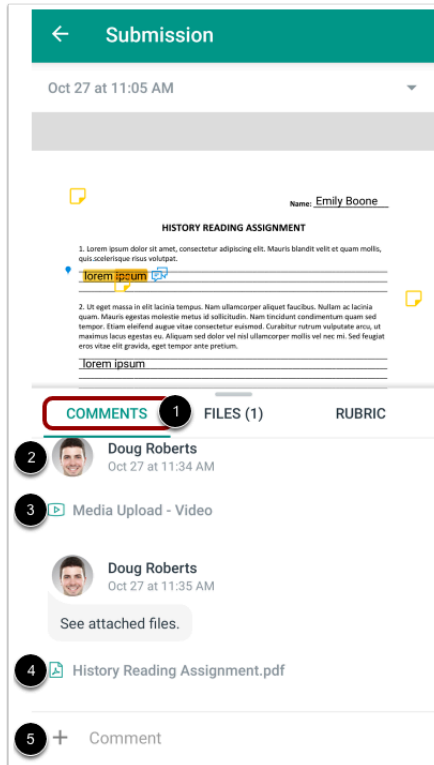 Submission
Oct 27 at 11:05 AM
Name: Emily Boone
HISTORY READING ASSIGNMENT
1. Lorem ipsum dolor sit amet, consectetur adipiscing elit. Mauris blandit velit et quam mollis,
quis scelerisque risus volutpat.
lorem ipsum
2. Ut eget massa in elit lacinia tempus. Nam ullamcorper aliquet faucibus. Nullam ac lacinia
quam. Mauris egestas molestie metus id sollicitudin. Nam tincidunt condimentum quam sed
tempor. Etiam eleifend augue vitae consectetur euismod. Curabitur rutrum vulputate arcu, ut
maximus lacus egestas eu. Aliquam sed dolor vel nisl ullamcorper mollis vel nec mi. Sed feugiat
eros vitae elit gravida, eget tempor ante pretium.
lorem ipsum
COMMENTS 1 FILES (1) RUBRIC
2 Doug Roberts
Oct 27 at 11:34 AM
3 Media Upload - Video
Doug Roberts
Oct 27 at 11:35 AM
See attached files.
4 History Reading Assignment.pdf
5 + Comment